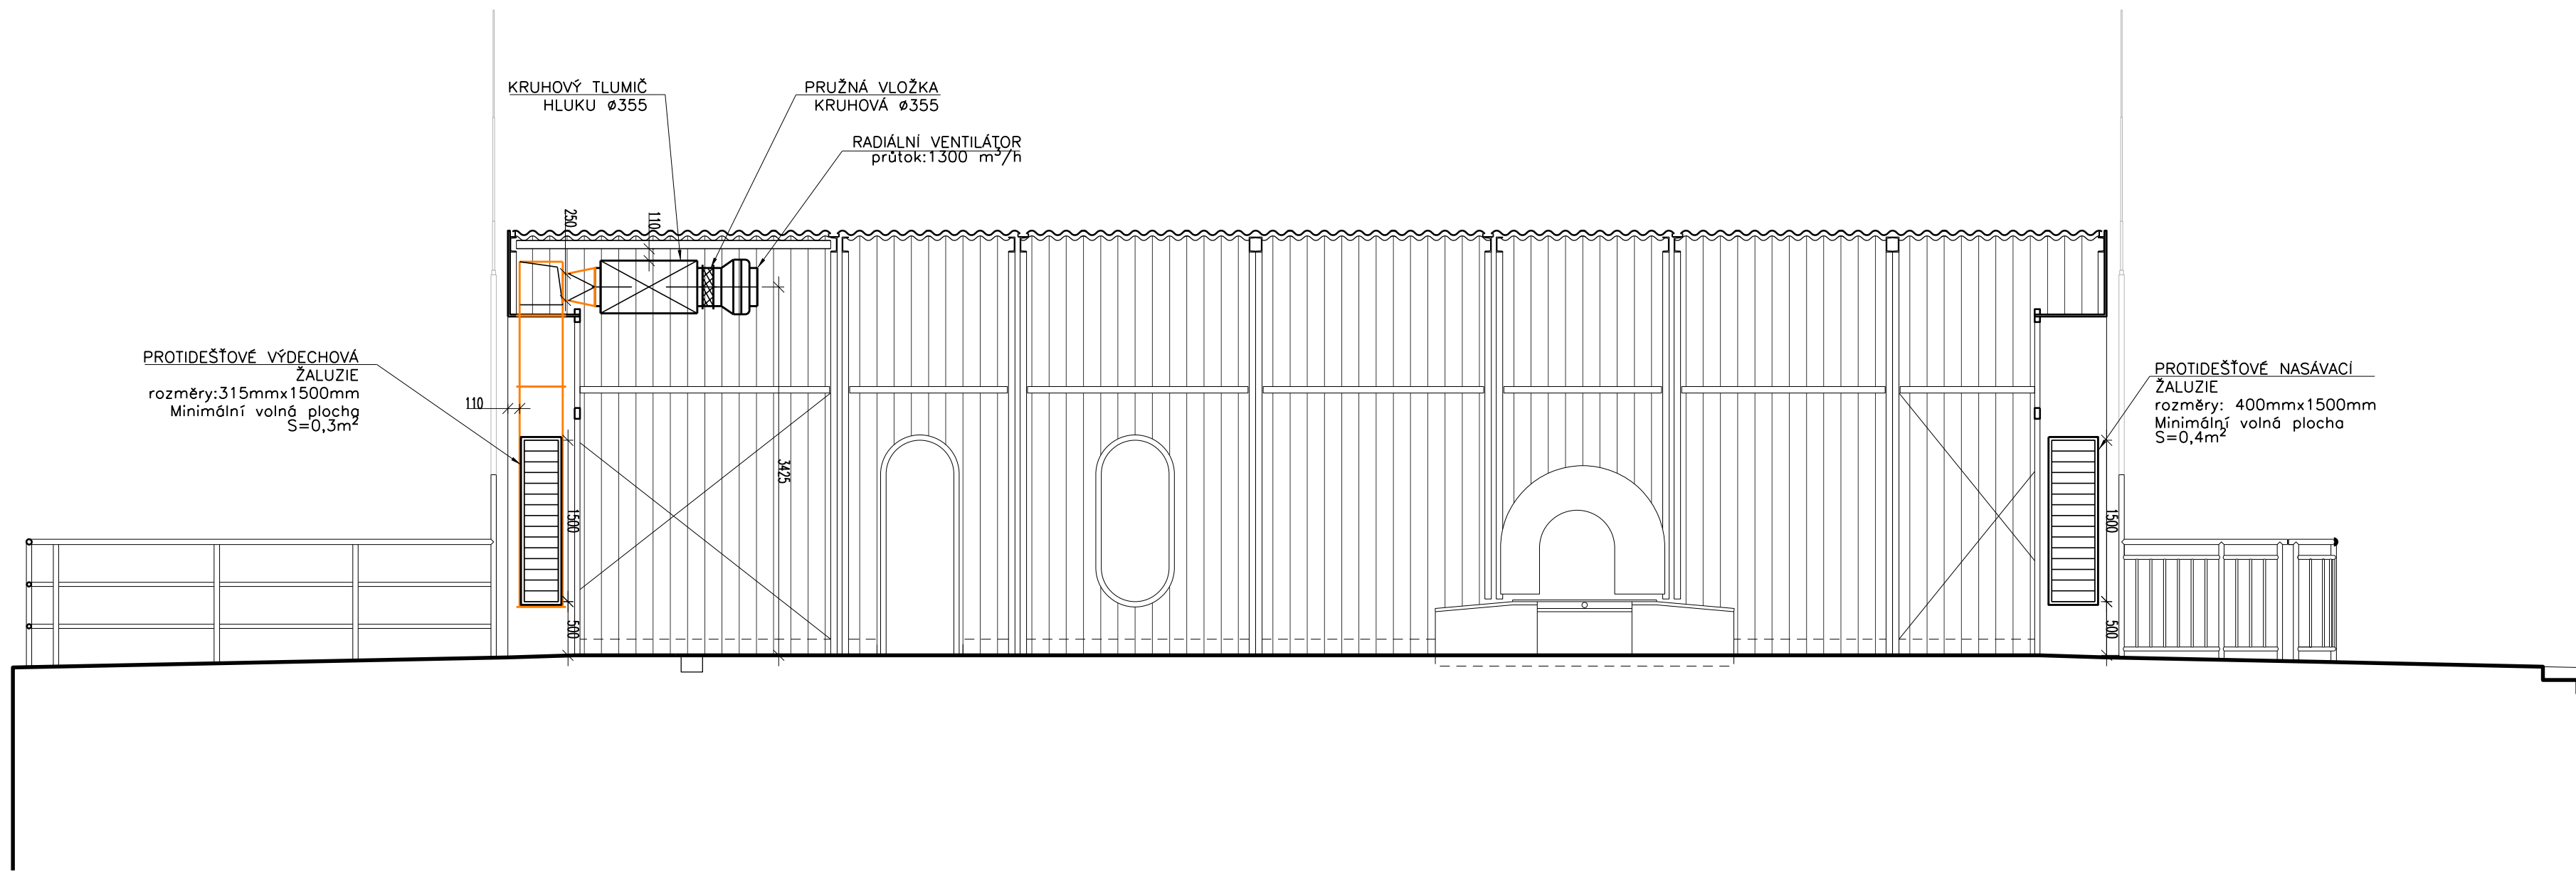 KRUHOVÝ TLUMIČ
HLUKU ø355
PRUŽNÁ VLOŽKA
KRUHOVÁ ø355
RADIÁLNÍ VENTILÁTOR
průtok:1300 m³/h
250
110
PROTIDEŠŤOVÉ VÝDECHOVÁ
ŽALUZIE
rozměry:315mmx1500mm
Minimální volná plocha
S=0,3m²
110
3425
1500
500
PROTIDEŠŤOVÉ NASÁVACÍ
ŽALUZIE
rozměry: 400mmx1500mm
Minimální volná plocha
S=0,4m²
1500
500